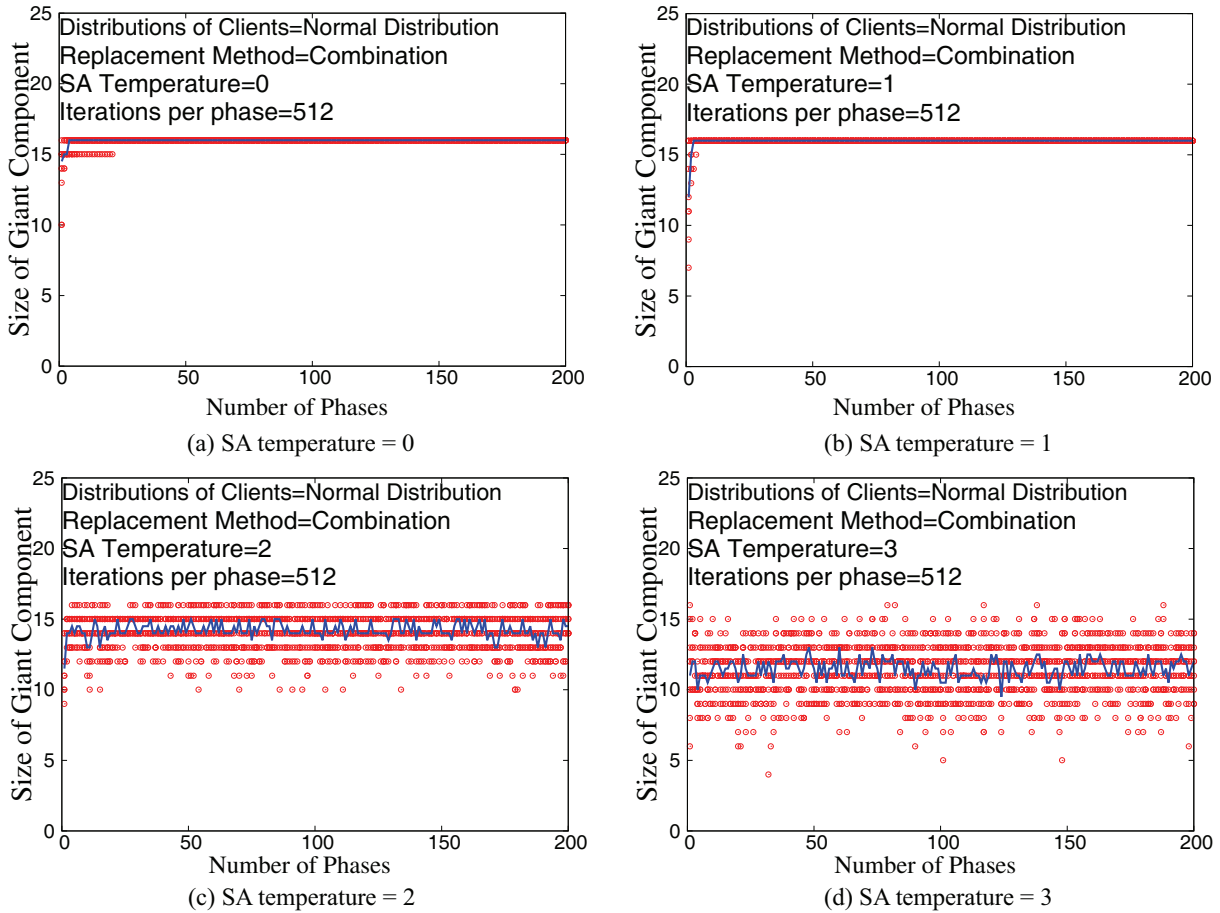 25
20
15
10
5
0
Size of Giant Component
Distributions of Clients=Normal Distribution
Replacement Method=Combination
SA Temperature=0
Iterations per phase=512
0 50 100 150 200
Number of Phases
(a) SA temperature = 0
25
20
15
10
5
0
Size of Giant Component
Distributions of Clients=Normal Distribution
Replacement Method=Combination
SA Temperature=1
Iterations per phase=512
0 50 100 150 200
Number of Phases
(b) SA temperature = 1
25
20
15
10
5
0
Size of Giant Component
Distributions of Clients=Normal Distribution
Replacement Method=Combination
SA Temperature=2
Iterations per phase=512
0 50 100 150 200
Number of Phases
(c) SA temperature = 2
25
20
15
10
5
0
Size of Giant Component
Distributions of Clients=Normal Distribution
Replacement Method=Combination
SA Temperature=3
Iterations per phase=512
0 50 100 150 200
Number of Phases
(d) SA temperature = 3